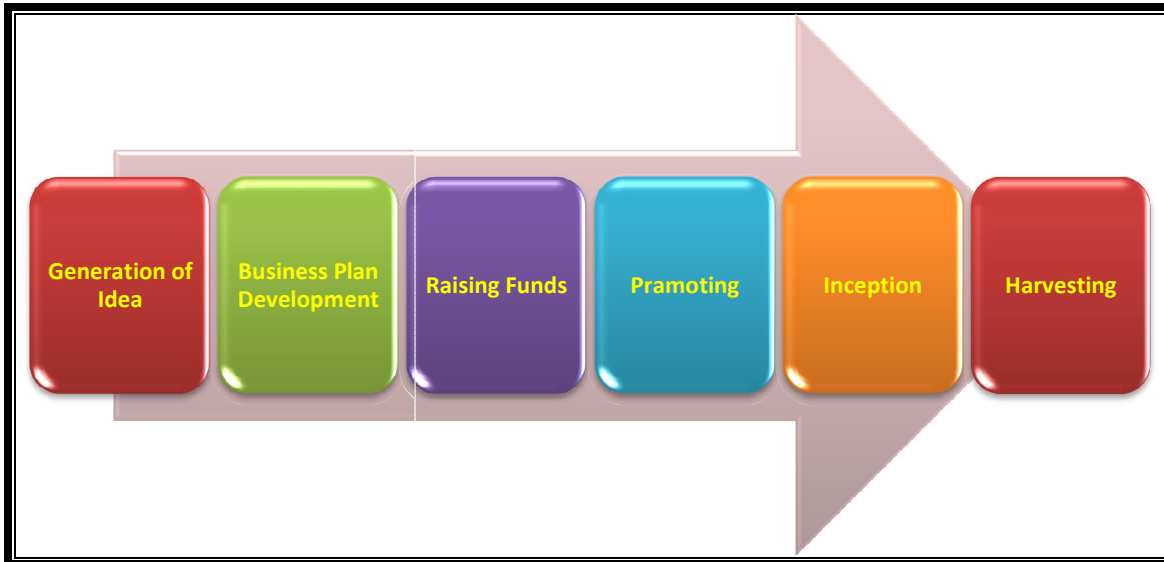 Generation of
Idea
Business Plan
Development
Raising Funds
Pramoting
Inception
Harvesting